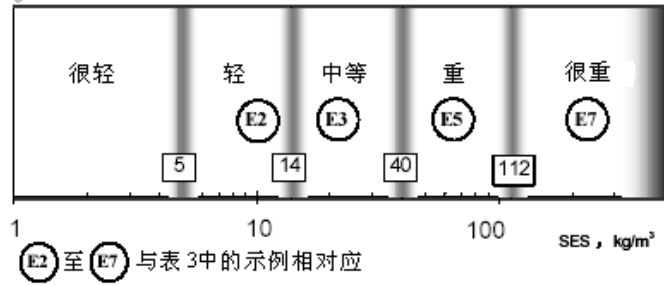 很轻 轻 中等 重 很重
E2 E3 E5 E7
5 14 40 112
1 10 100 SES , kg/m³
E2 至 E7 与表 3中的示例相对应